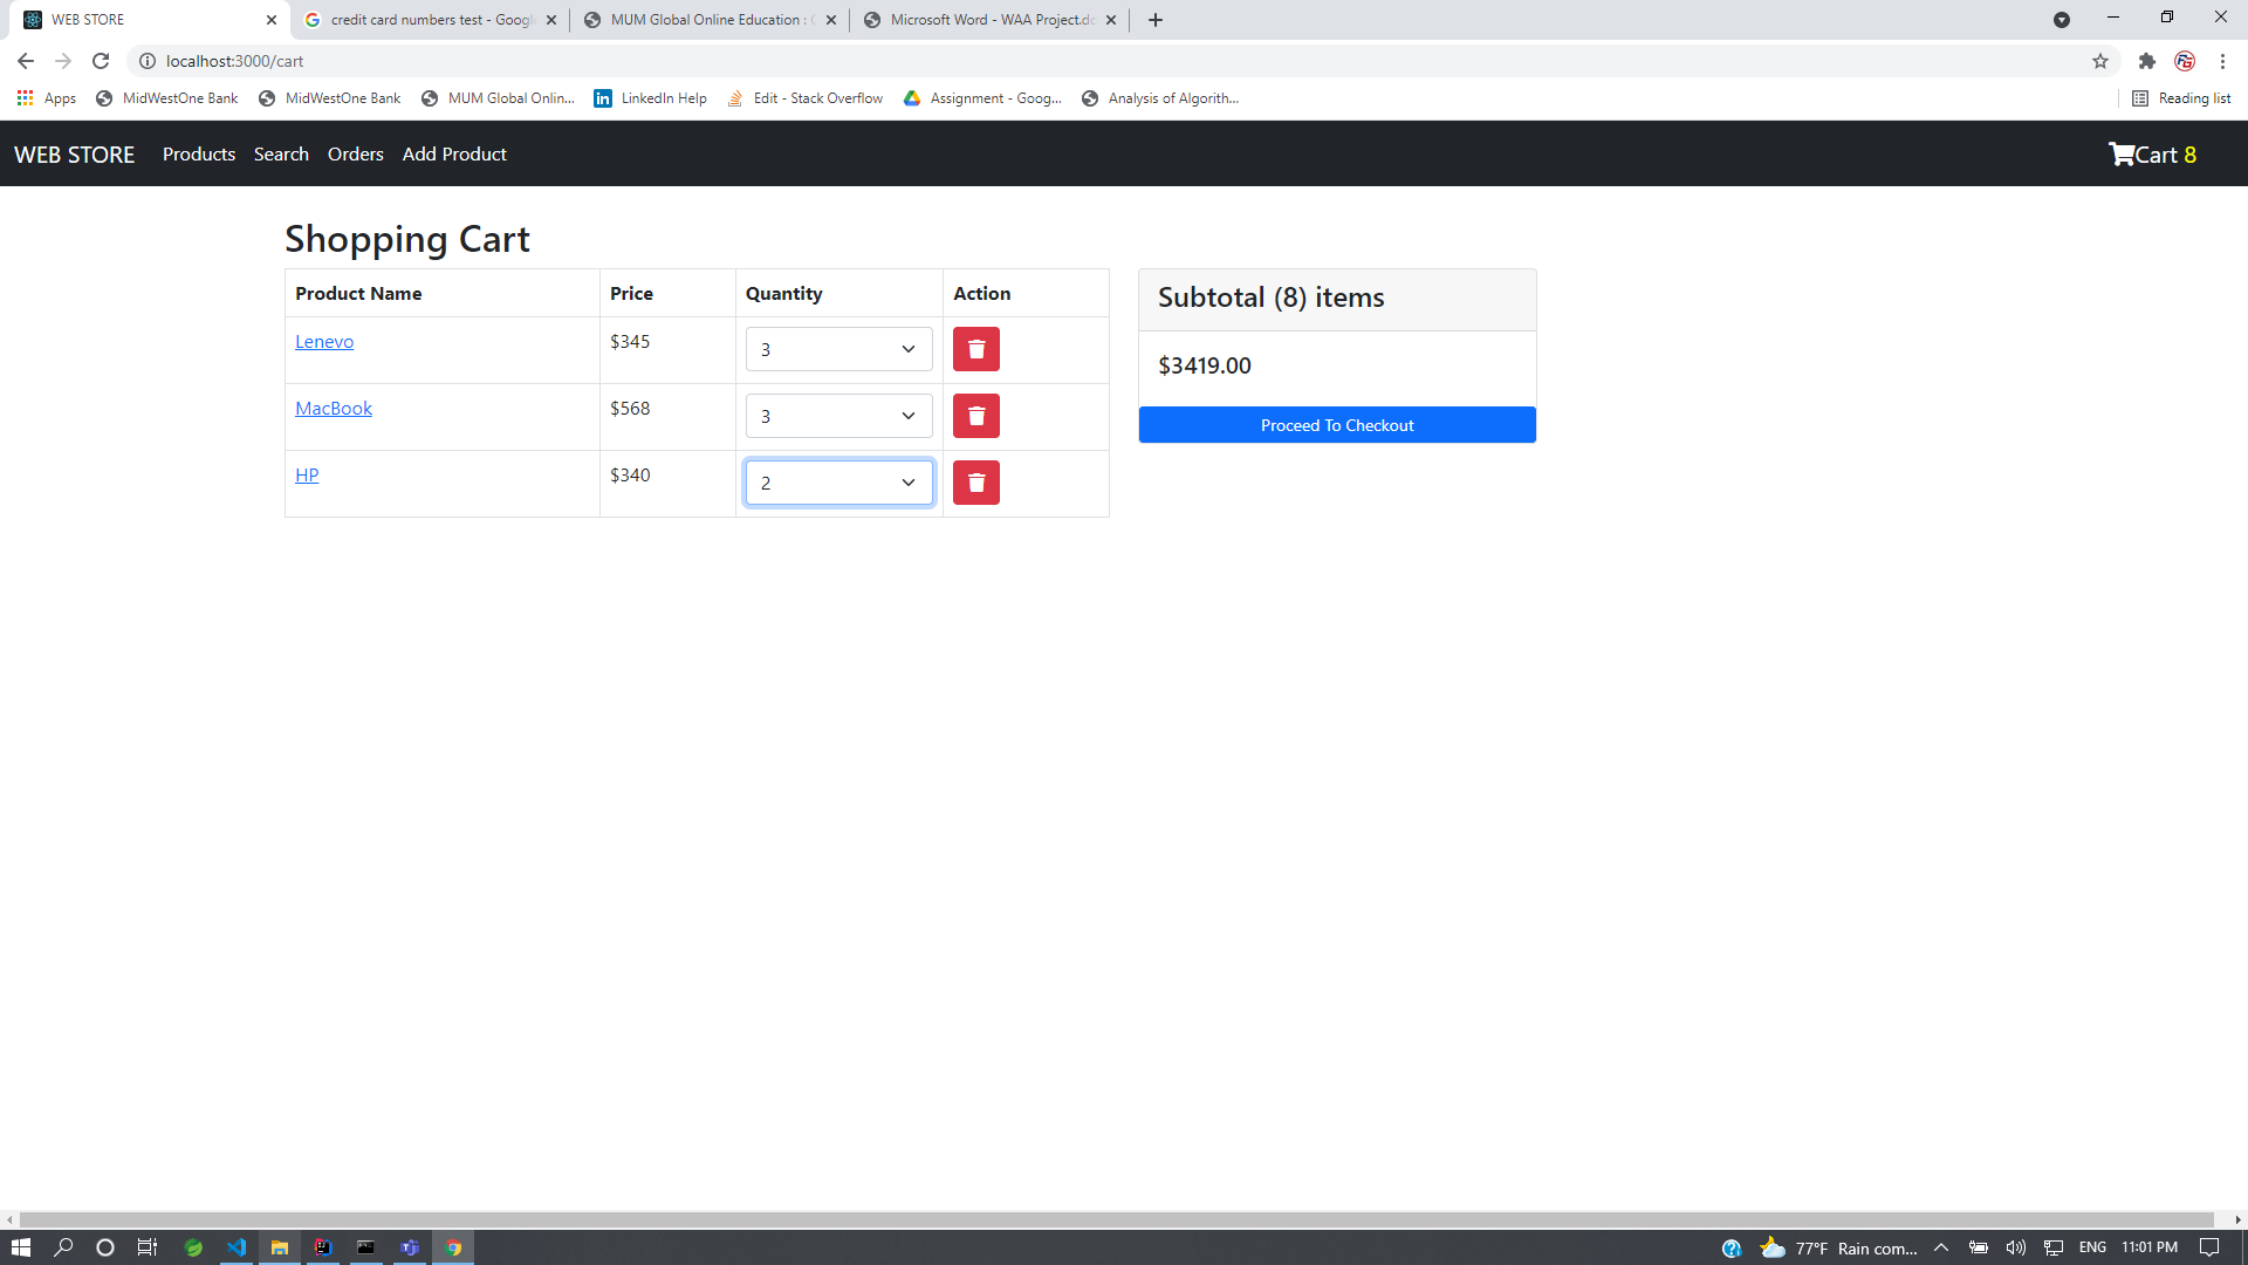 WEB STORE
credit card numbers test - Googl
MUM Global Online Education :
Microsoft Word - WAA Project.do
localhost:3000/cart
Apps MidWestOne Bank MidWestOne Bank MUM Global Onlin... LinkedIn Help Edit - Stack Overflow Assignment - Goog... Analysis of Algorith... Reading list
WEB STORE Products Search Orders Add Product Cart 8
Shopping Cart
Product Name Price Quantity Action
Lenevo $345 3
MacBook $568 3
HP $340 2
Subtotal (8) items
$3419.00
Proceed To Checkout
77°F Rain com... ENG 11:01 PM